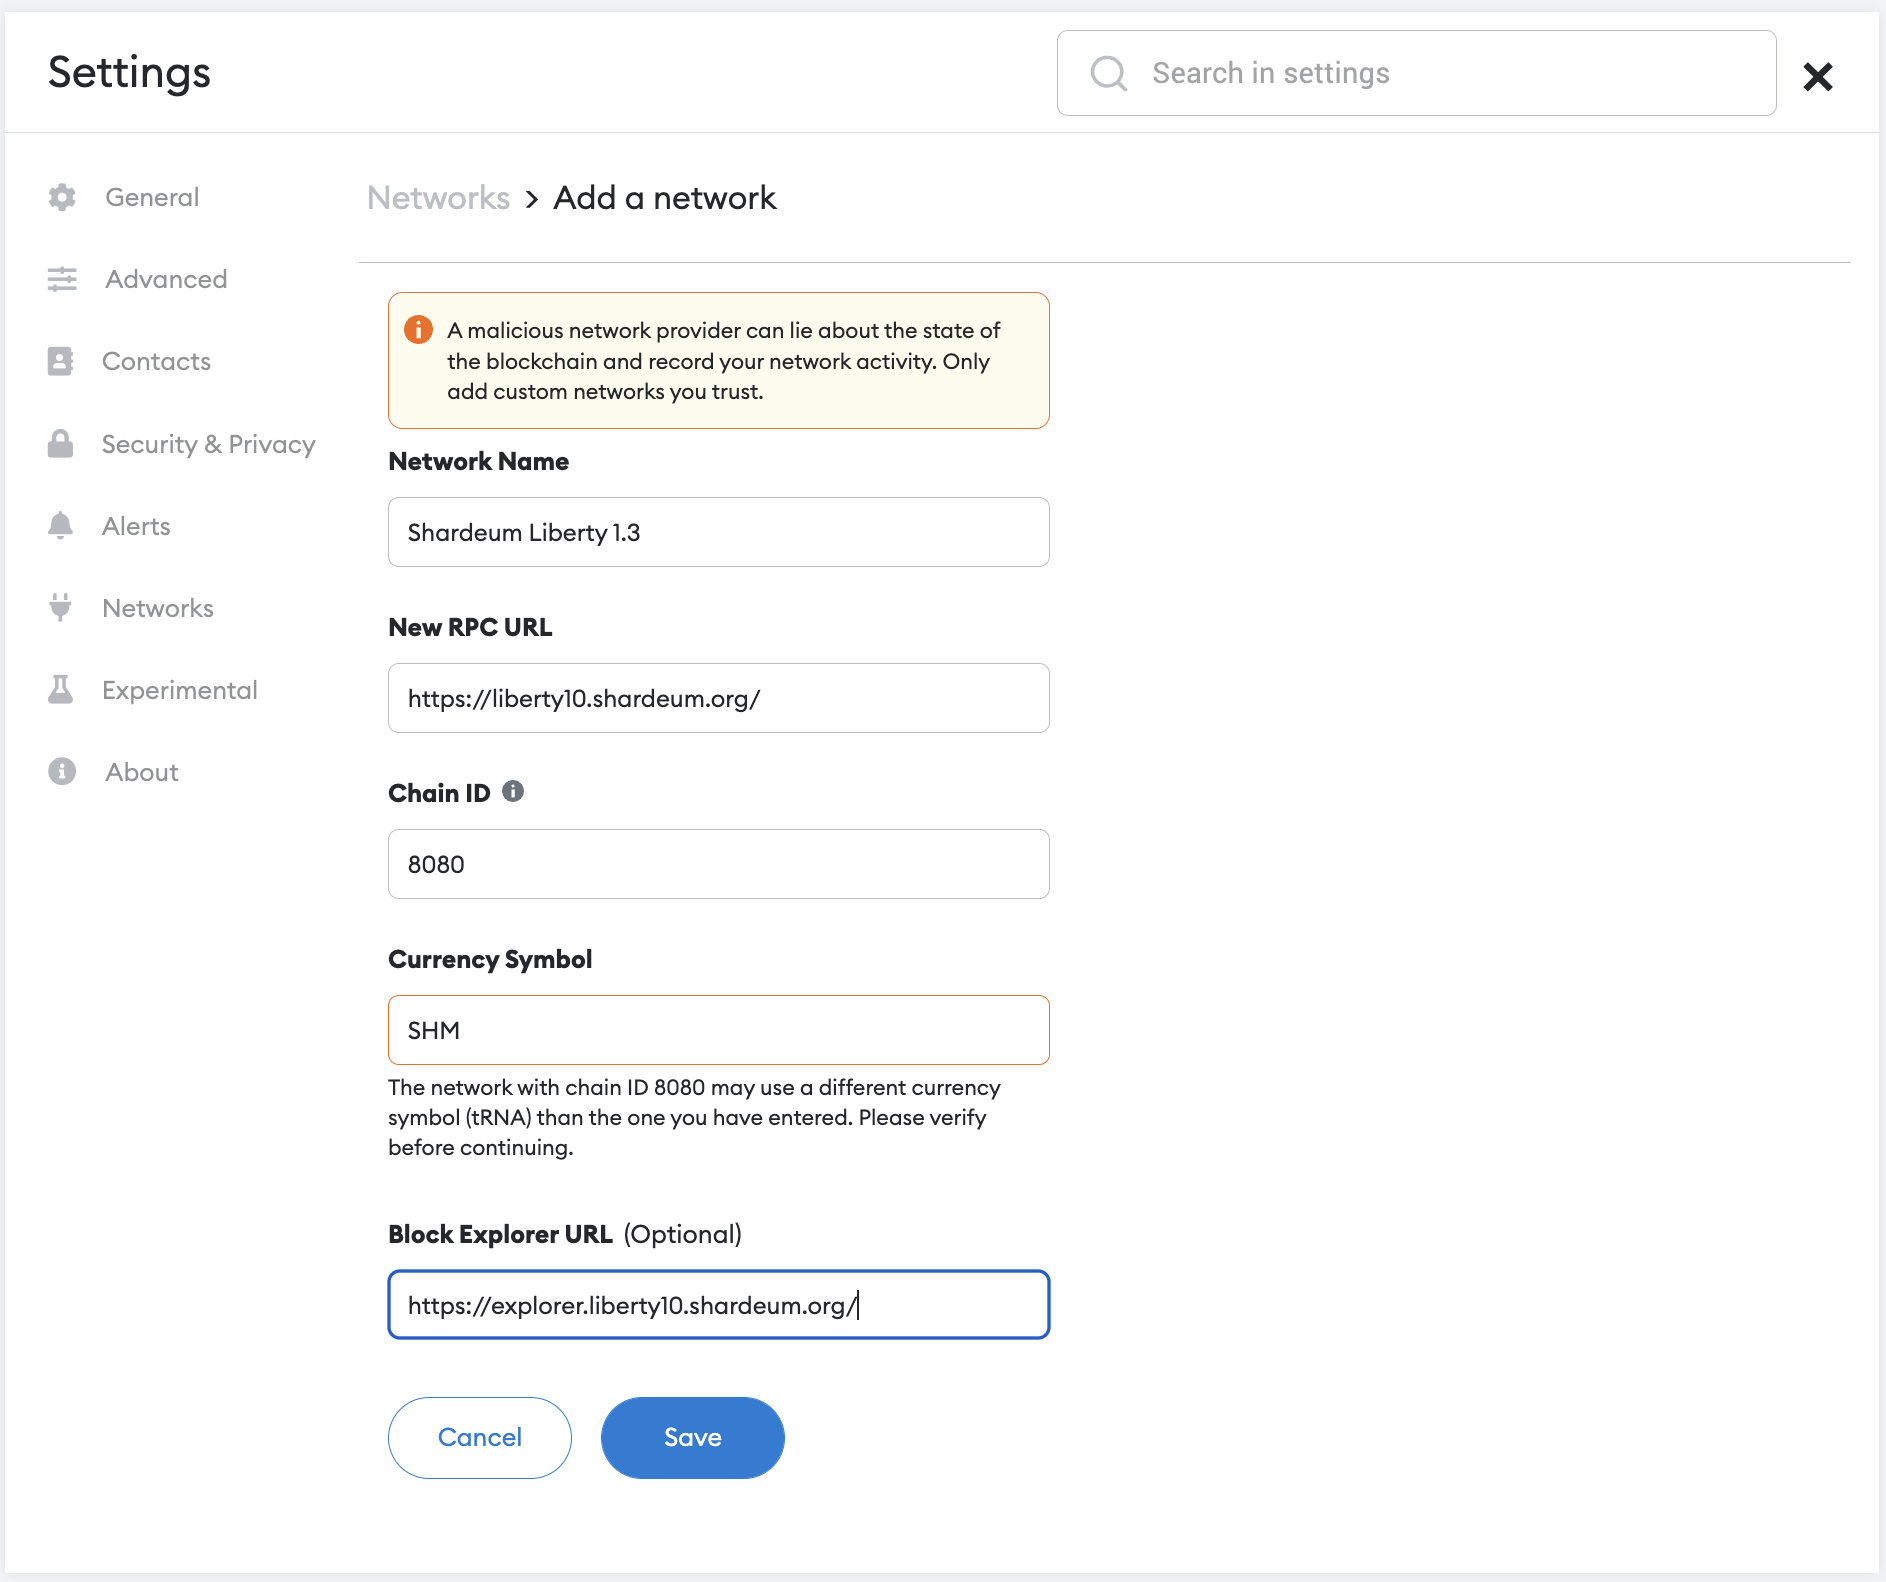 Settings
Search in settings
General
Advanced
Contacts
Security & Privacy
Alerts
Networks
Experimental
About
Networks > Add a network
A malicious network provider can lie about the state of
the blockchain and record your network activity. Only
add custom networks you trust.
Network Name
Shardeum Liberty 1.3
New RPC URL
https://liberty10.shardeum.org/
Chain ID
8080
Currency Symbol
SHM
The network with chain ID 8080 may use a different currency
symbol (tRNA) than the one you have entered. Please verify
before continuing.
Block Explorer URL (Optional)
https://explorer.liberty10.shardeum.org/
Cancel
Save